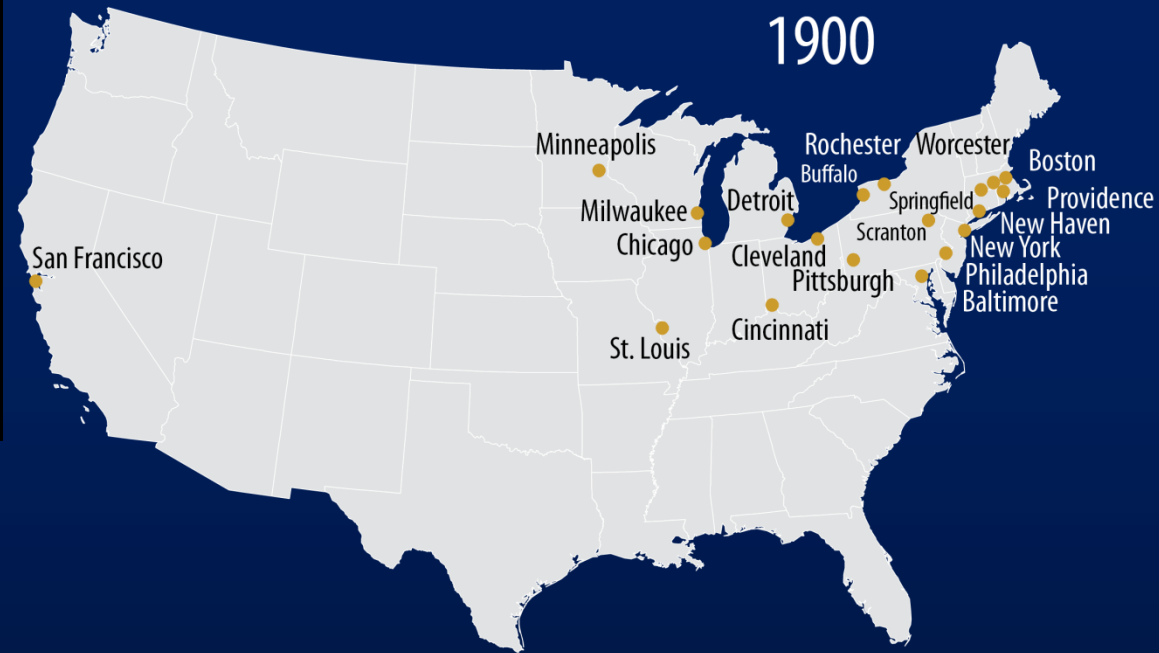 1900
Minneapolis
Rochester
Worcester
Boston
Buffalo
Detroit
Springfield
Providence
Milwaukee
Scranton
New Haven
Chicago
Cleveland
New York
San Francisco
Pittsburgh
Philadelphia
Baltimore
Cincinnati
St. Louis